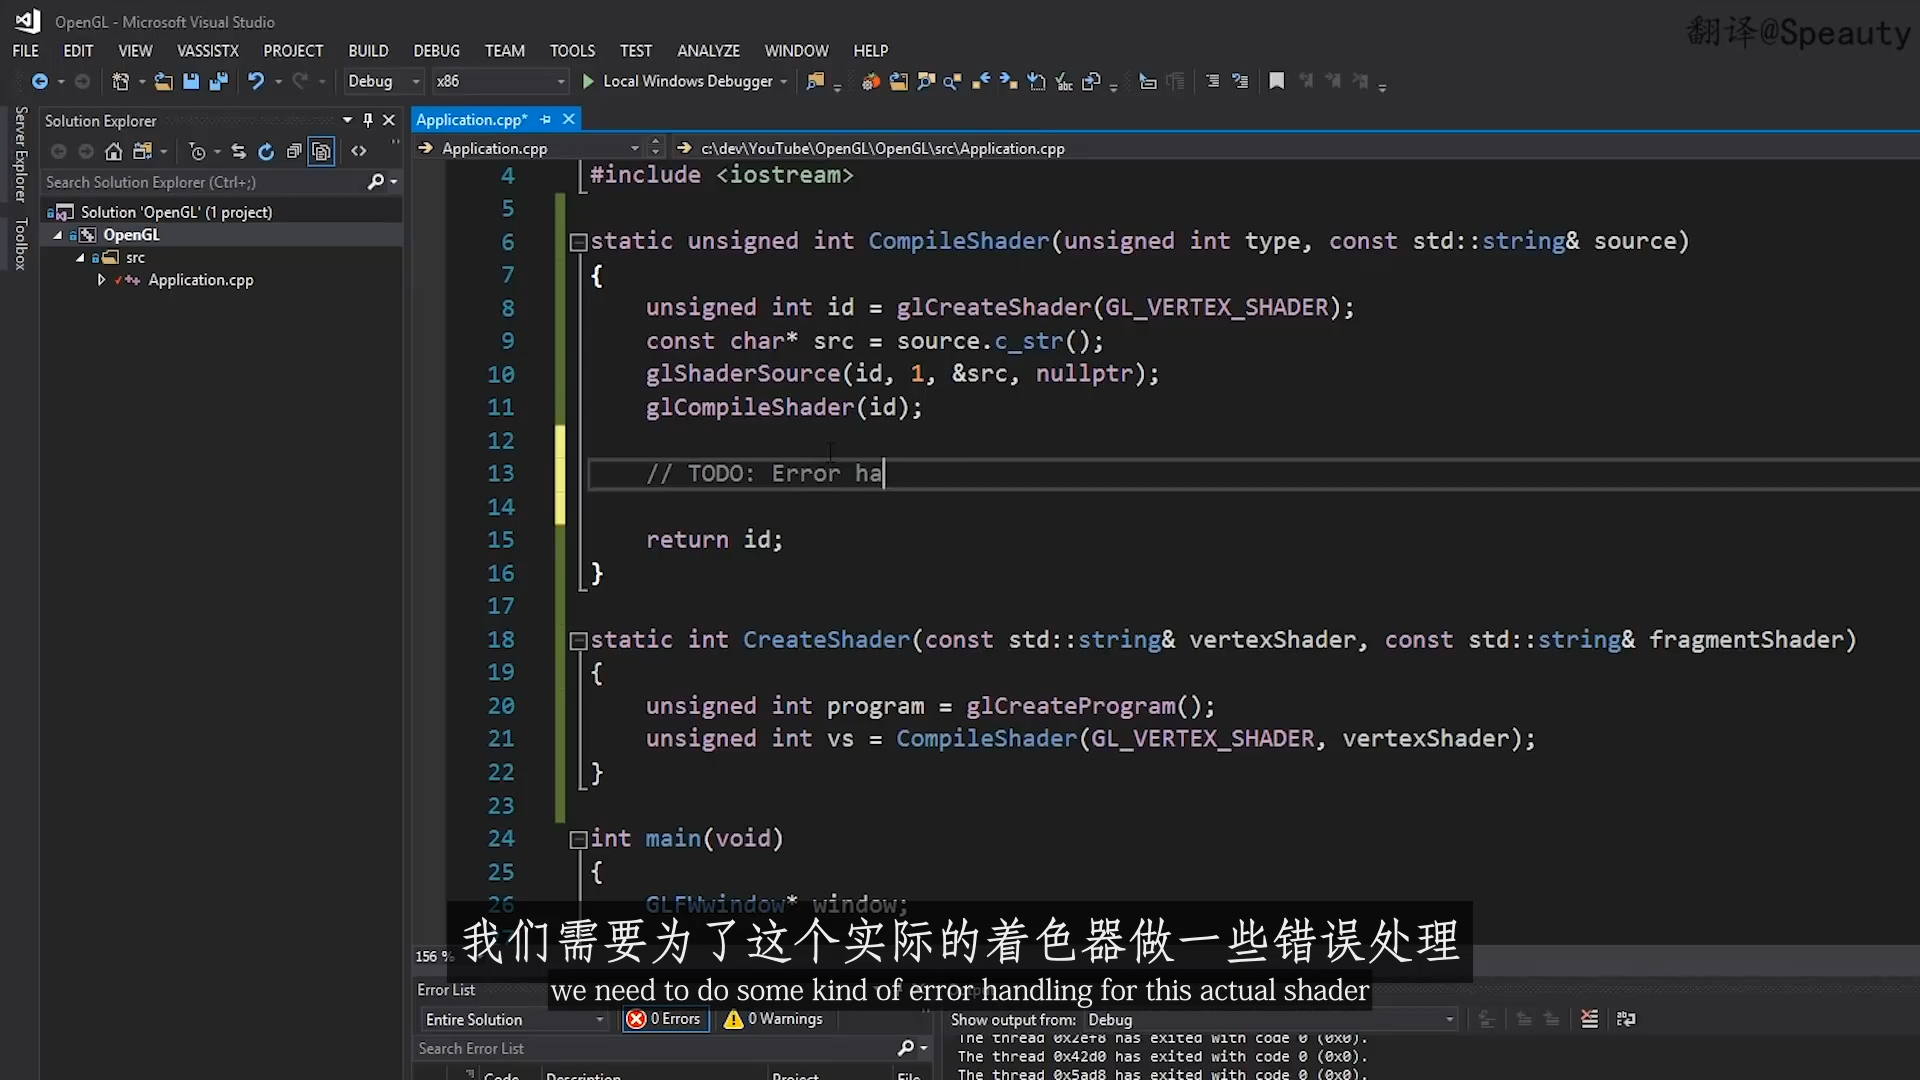 OpenGL - Microsoft Visual Studio
翻译@Speauty
FILE EDIT VIEW VASSISTX PROJECT BUILD DEBUG TEAM TOOLS TEST ANALYZE WINDOW HELP
Debug x86 Local Windows Debugger
Server Explorer
Toolbox
Solution Explorer
Search Solution Explorer (Ctrl+;)
Solution 'OpenGL' (1 project)
OpenGL
src
Application.cpp
Application.cpp*
Application.cpp c:\dev\YouTube\OpenGL\OpenGL\src\Application.cpp
4 #include <iostream>
5
6 static unsigned int CompileShader(unsigned int type, const std::string& source)
7 {
8 unsigned int id = glCreateShader(GL_VERTEX_SHADER);
9 const char* src = source.c_str();
10 glShaderSource(id, 1, &src, nullptr);
11 glCompileShader(id);
12
13 // TODO: Error ha
14
15 return id;
16 }
17
18 static int CreateShader(const std::string& vertexShader, const std::string& fragmentShader)
19 {
20 unsigned int program = glCreateProgram();
21 unsigned int vs = CompileShader(GL_VERTEX_SHADER, vertexShader);
22 }
23
24 int main(void)
25 {
26 GLFWwindow* window;
我们需要为了这个实际的着色器做一些错误处理
156 %
we need to do some kind of error handling for this actual shader
Error List
Entire Solution 0 Errors 0 Warnings
Search Error List
Code Description Project File
Show output from: Debug
The thread 0x2ef8 has exited with code 0 (0x0).
The thread 0x42d0 has exited with code 0 (0x0).
The thread 0x5ad8 has exited with code 0 (0x0).